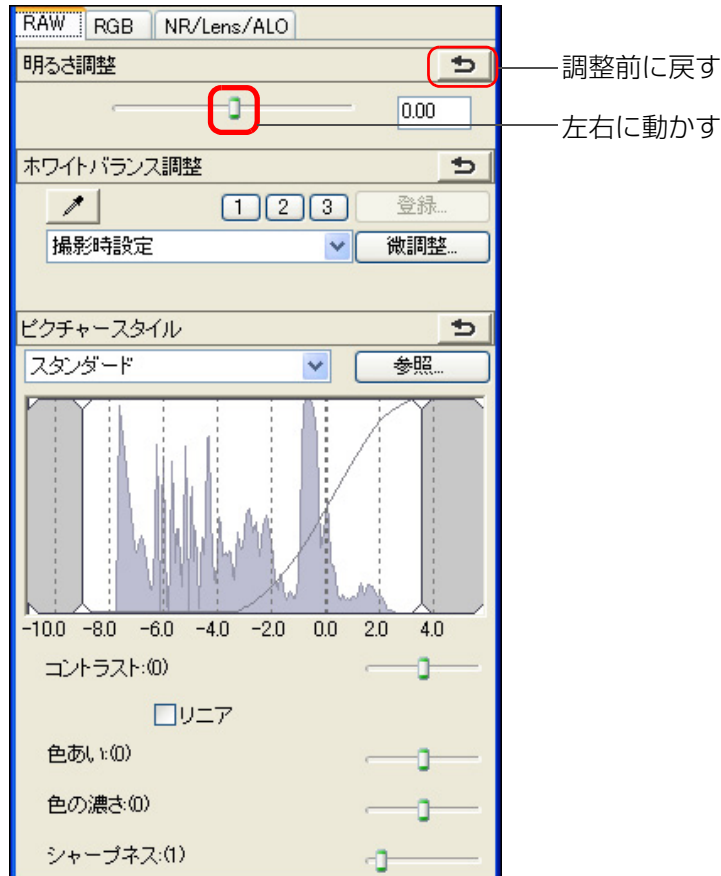 RAW RGB NR/Lens/ALO
明るさ調整
調整前に戻す
0.00
左右に動かす
ホワイトバランス調整
1 2 3 登録...
撮影時設定 微調整...
ピクチャースタイル
スタンダード 参照...
-10.0 -8.0 -6.0 -4.0 -2.0 0.0 2.0 4.0
コントラスト:(0)
リニア
色あい:(0)
色の濃さ:(0)
シャープネス:(1)